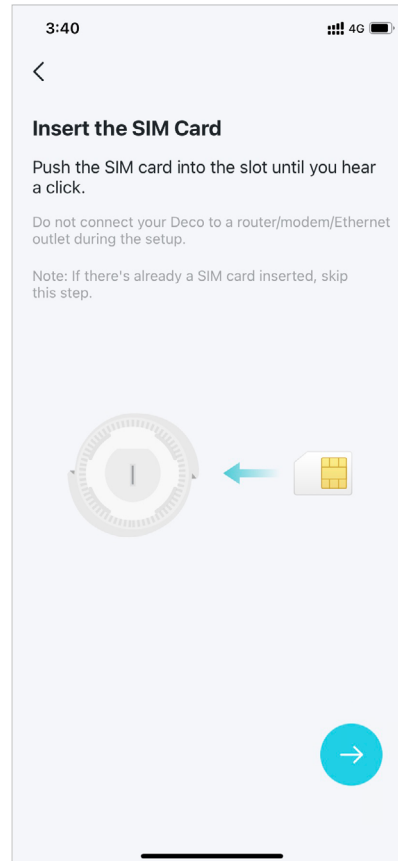 3:40
4G
Insert the SIM Card
Push the SIM card into the slot until you hear
a click.
Do not connect your Deco to a router/modem/Ethernet
outlet during the setup.
Note: If there's already a SIM card inserted, skip
this step.